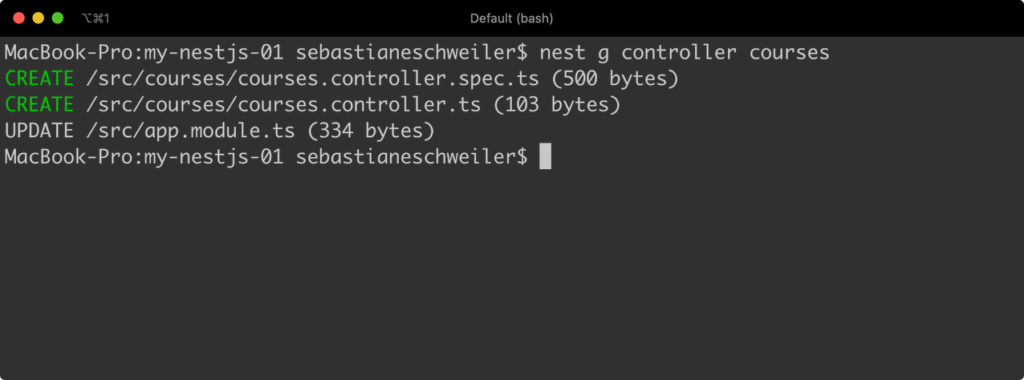 ⌥⌘1
Default (bash)
MacBook-Pro:my-nestjs-01 sebastianeschweiler$ nest g controller courses
CREATE /src/courses/courses.controller.spec.ts (500 bytes)
CREATE /src/courses/courses.controller.ts (103 bytes)
UPDATE /src/app.module.ts (334 bytes)
MacBook-Pro:my-nestjs-01 sebastianeschweiler$